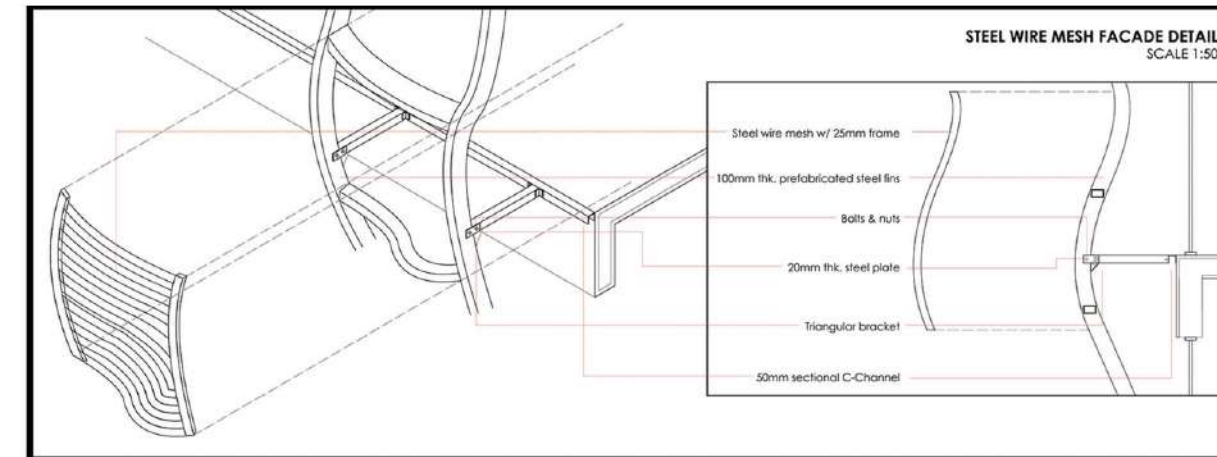 STEEL WIRE MESH FACADE DETAIL
SCALE 1:50
Steel wire mesh w/ 25mm frame
100mm thk. prefabricated steel fins
Bolts & nuts
20mm thk. steel plate
Triangular bracket
50mm sectional C-Channel